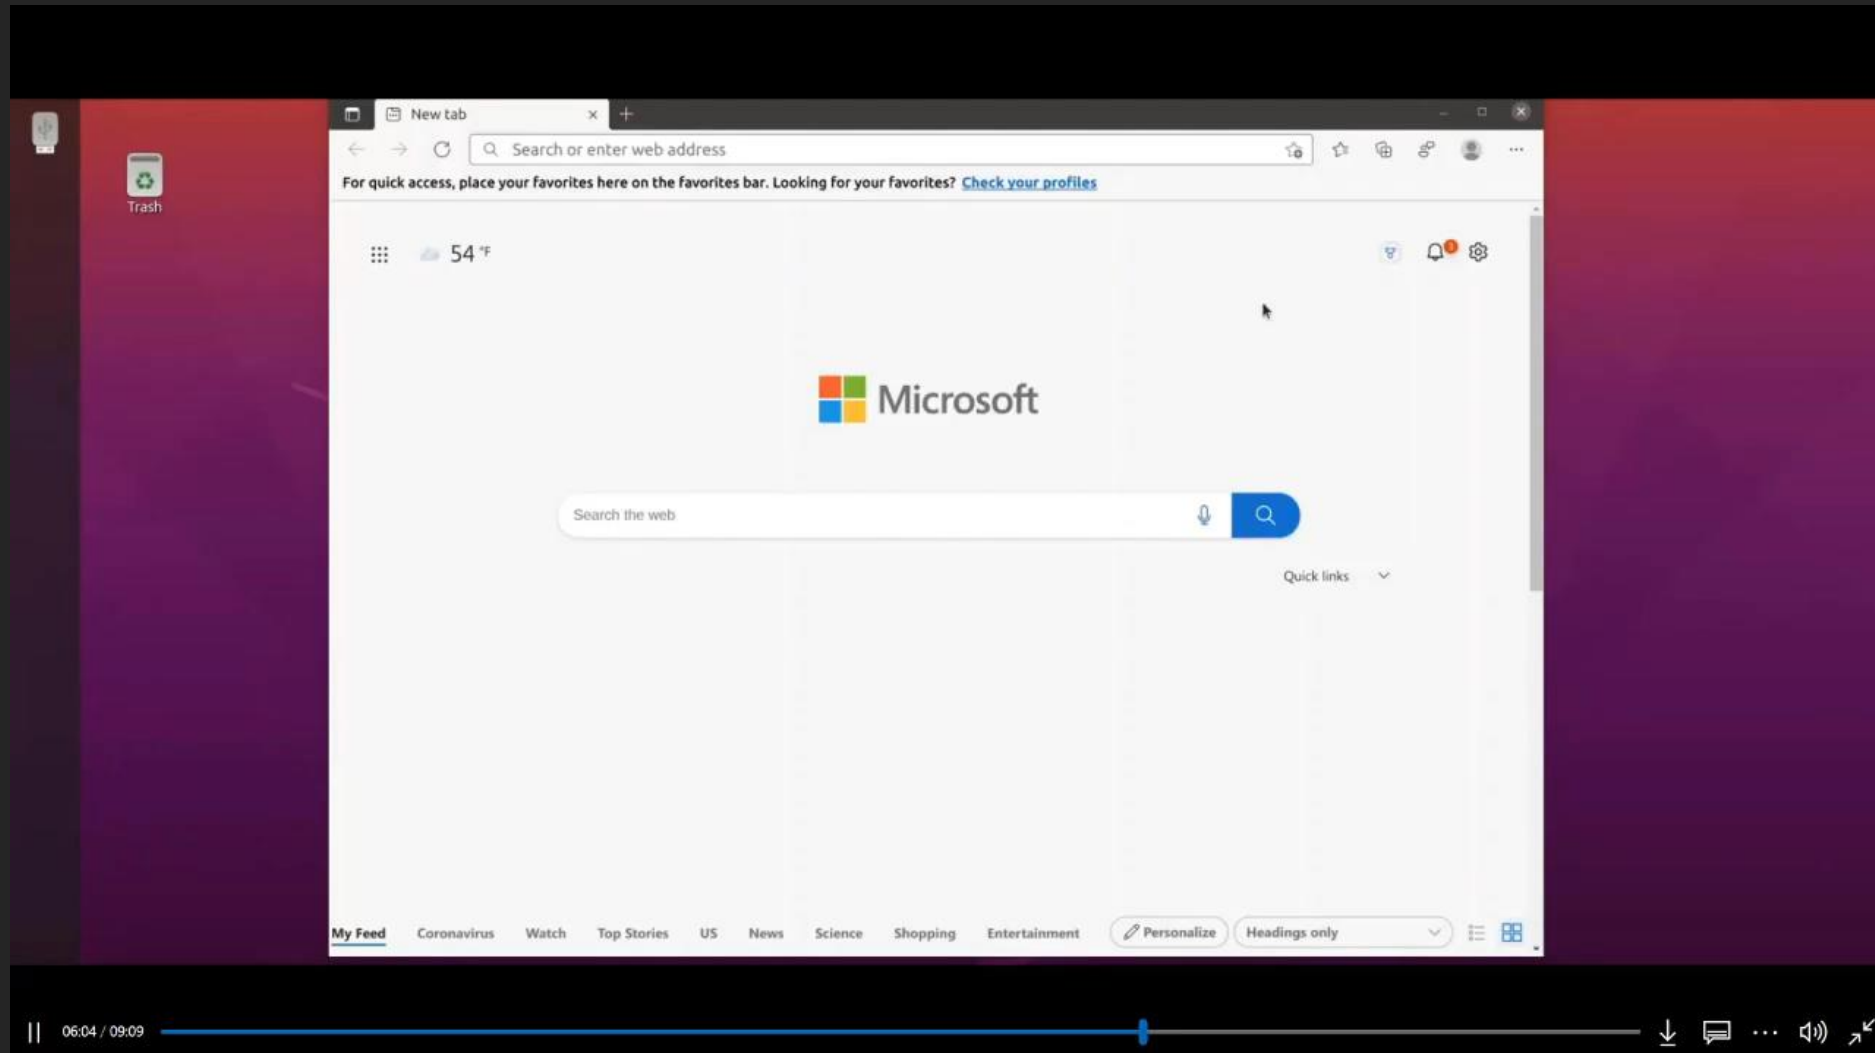 New tab
Search or enter web address
For quick access, place your favorites here on the favorites bar. Looking for your favorites? Check your profiles
Trash
54 °F
Microsoft
Search the web
Quick links
My Feed Coronavirus Watch Top Stories US News Science Shopping Entertainment Personalize Headings only
06:04 / 09:09